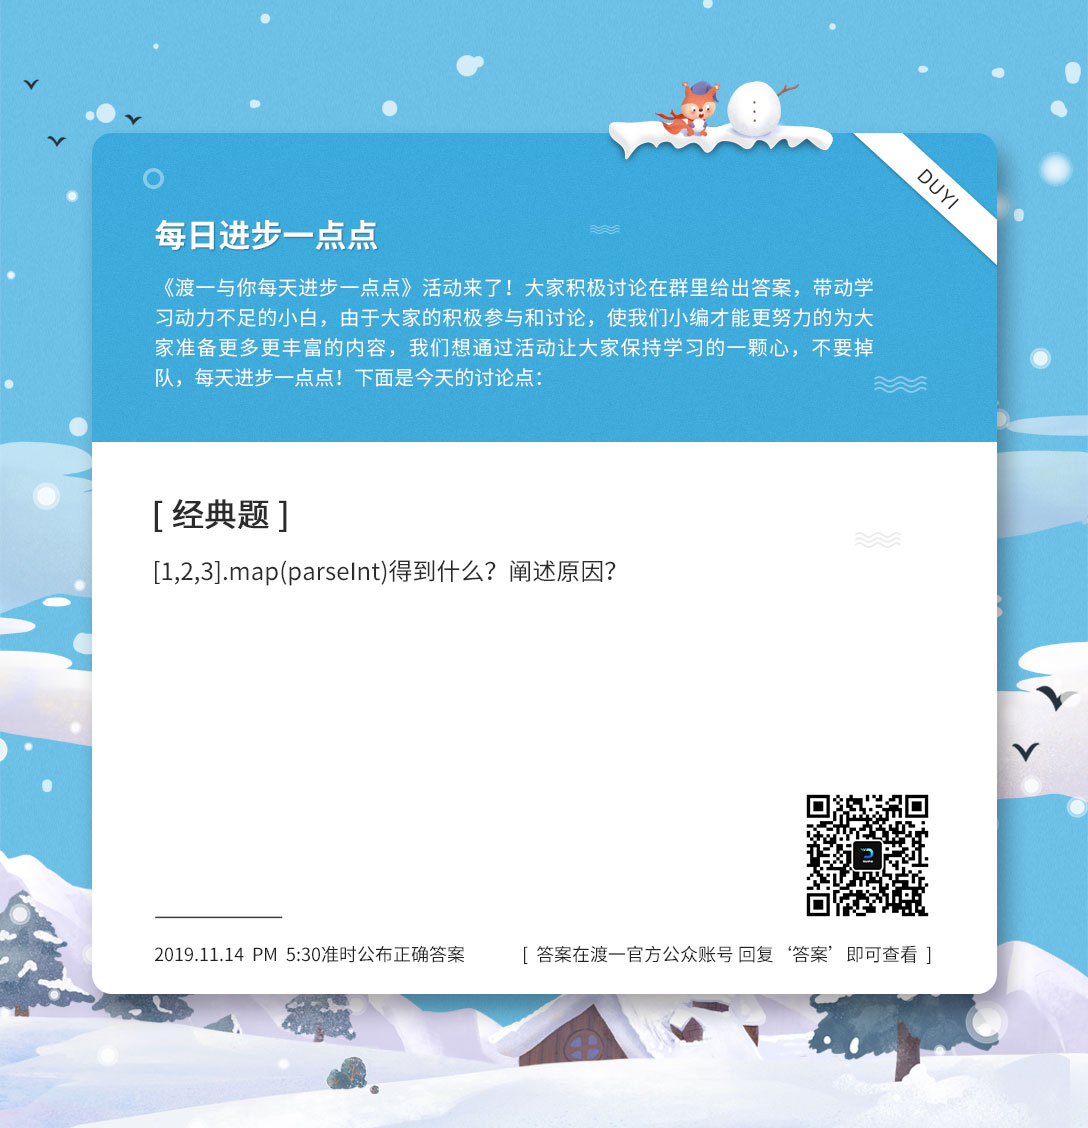 DUYI
每日进步一点点
《渡一与你每天进步一点点》活动来了！大家积极讨论在群里给出答案，带动学
习动力不足的小白，由于大家的积极参与和讨论，使我们小编才能更努力的为大
家准备更多更丰富的内容，我们想通过活动让大家保持学习的一颗心，不要掉
队，每天进步一点点！下面是今天的讨论点：
[ 经典题 ]
[1,2,3].map(parseInt)得到什么？阐述原因？
2019.11.14 PM 5:30准时公布正确答案
[ 答案在渡一官方公众账号 回复‘答案’即可查看 ]